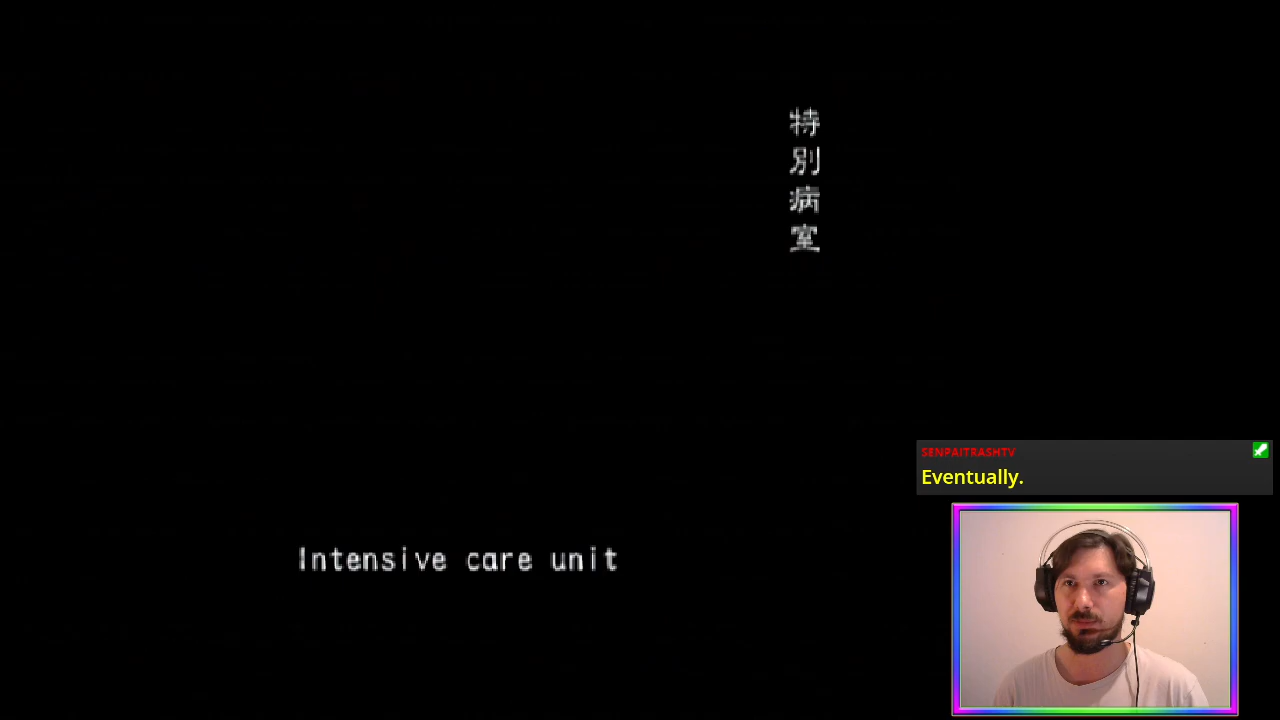 特別病室
Intensive care unit
SENPAITRASHTV
Eventually.